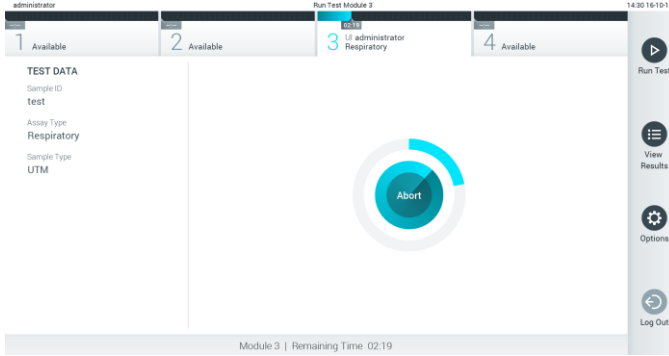 administrator
Run Test Module 3
14:30 16-10-1
--:--
1 Available
--:--
2 Available
02:19
3 UI administrator
Respiratory
--:--
4 Available
TEST DATA
Sample ID
test
Assay Type
Respiratory
Sample Type
UTM
Abort
Run Test
View
Results
Options
Log Out
Module 3 | Remaining Time 02:19